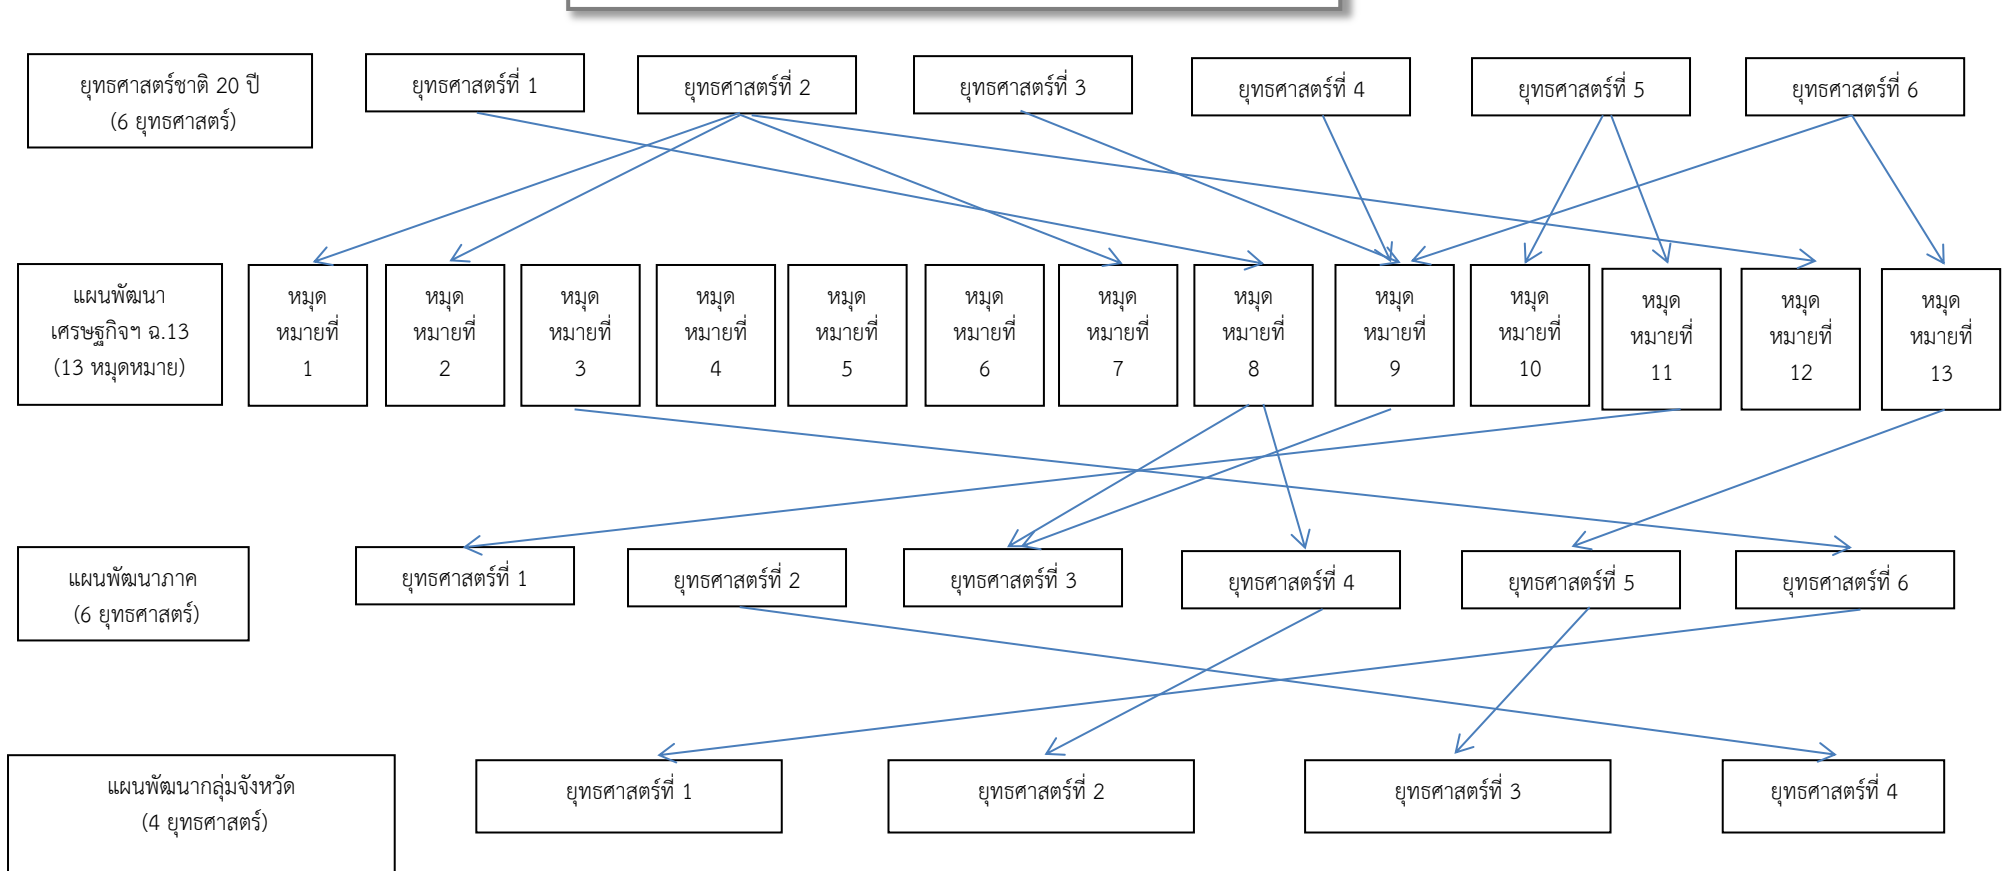 ยุทธศาสตร์ชาติ 20 ปี
(6 ยุทธศาสตร์)
ยุทธศาสตร์ที่ 1
ยุทธศาสตร์ที่ 2
ยุทธศาสตร์ที่ 3
ยุทธศาสตร์ที่ 4
ยุทธศาสตร์ที่ 5
ยุทธศาสตร์ที่ 6
แผนพัฒนา
เศรษฐกิจฯ ฉ.13
(13 หมุดหมาย)
หมุด
หมายที่
1
หมุด
หมายที่
2
หมุด
หมายที่
3
หมุด
หมายที่
4
หมุด
หมายที่
5
หมุด
หมายที่
6
หมุด
หมายที่
7
หมุด
หมายที่
8
หมุด
หมายที่
9
หมุด
หมายที่
10
หมุด
หมายที่
11
หมุด
หมายที่
12
หมุด
หมายที่
13
แผนพัฒนาภาค
(6 ยุทธศาสตร์)
ยุทธศาสตร์ที่ 1
ยุทธศาสตร์ที่ 2
ยุทธศาสตร์ที่ 3
ยุทธศาสตร์ที่ 4
ยุทธศาสตร์ที่ 5
ยุทธศาสตร์ที่ 6
แผนพัฒนากลุ่มจังหวัด
(4 ยุทธศาสตร์)
ยุทธศาสตร์ที่ 1
ยุทธศาสตร์ที่ 2
ยุทธศาสตร์ที่ 3
ยุทธศาสตร์ที่ 4